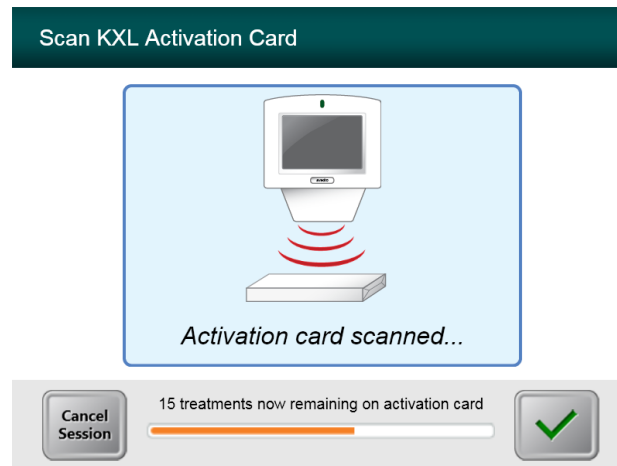 Scan KXL Activation Card
Activation card scanned...
Cancel
Session
15 treatments now remaining on activation card